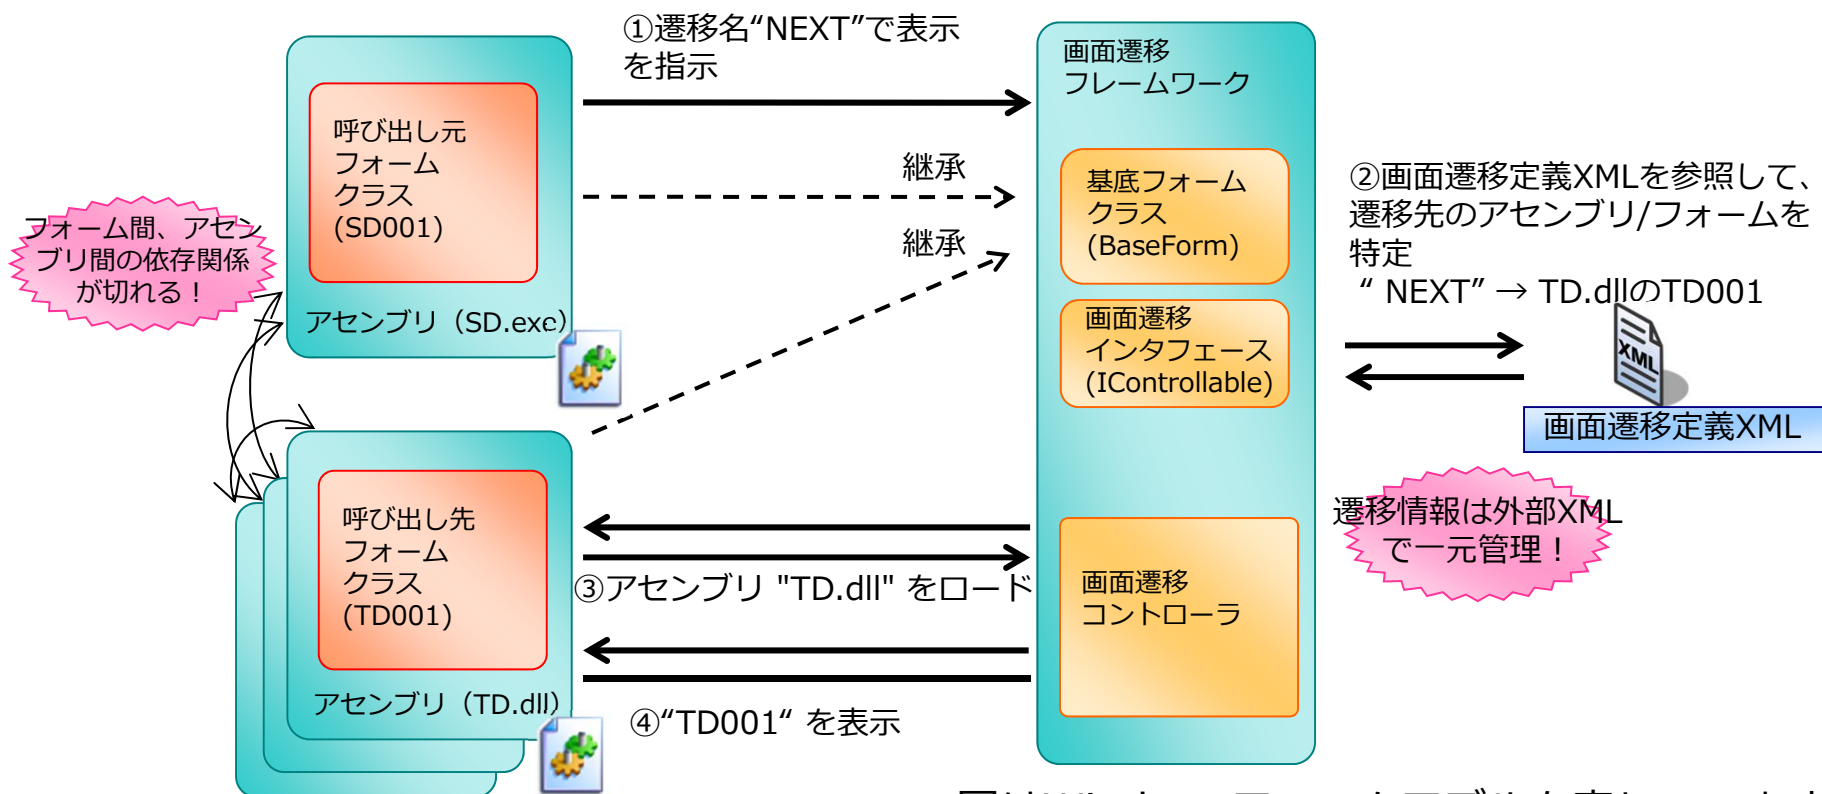 ①遷移名“NEXT”で表示
を指示
画面遷移
フレームワーク
呼び出し元
フォーム
クラス
(SD001)
継承
継承
基底フォーム
クラス
(BaseForm)
②画面遷移定義XMLを参照して、
遷移先のアセンブリ/フォームを
特定
“ NEXT” → TD.dllのTD001
フォーム間、アセン
ブリ間の依存関係
が切れる！
アセンブリ（SD.exe）
画面遷移
インタフェース
(IControllable)
XML
画面遷移定義XML
遷移情報は外部XML
で一元管理！
呼び出し先
フォーム
クラス
(TD001)
③アセンブリ "TD.dll" をロード
画面遷移
コントローラ
アセンブリ（TD.dll）
④“TD001“ を表示